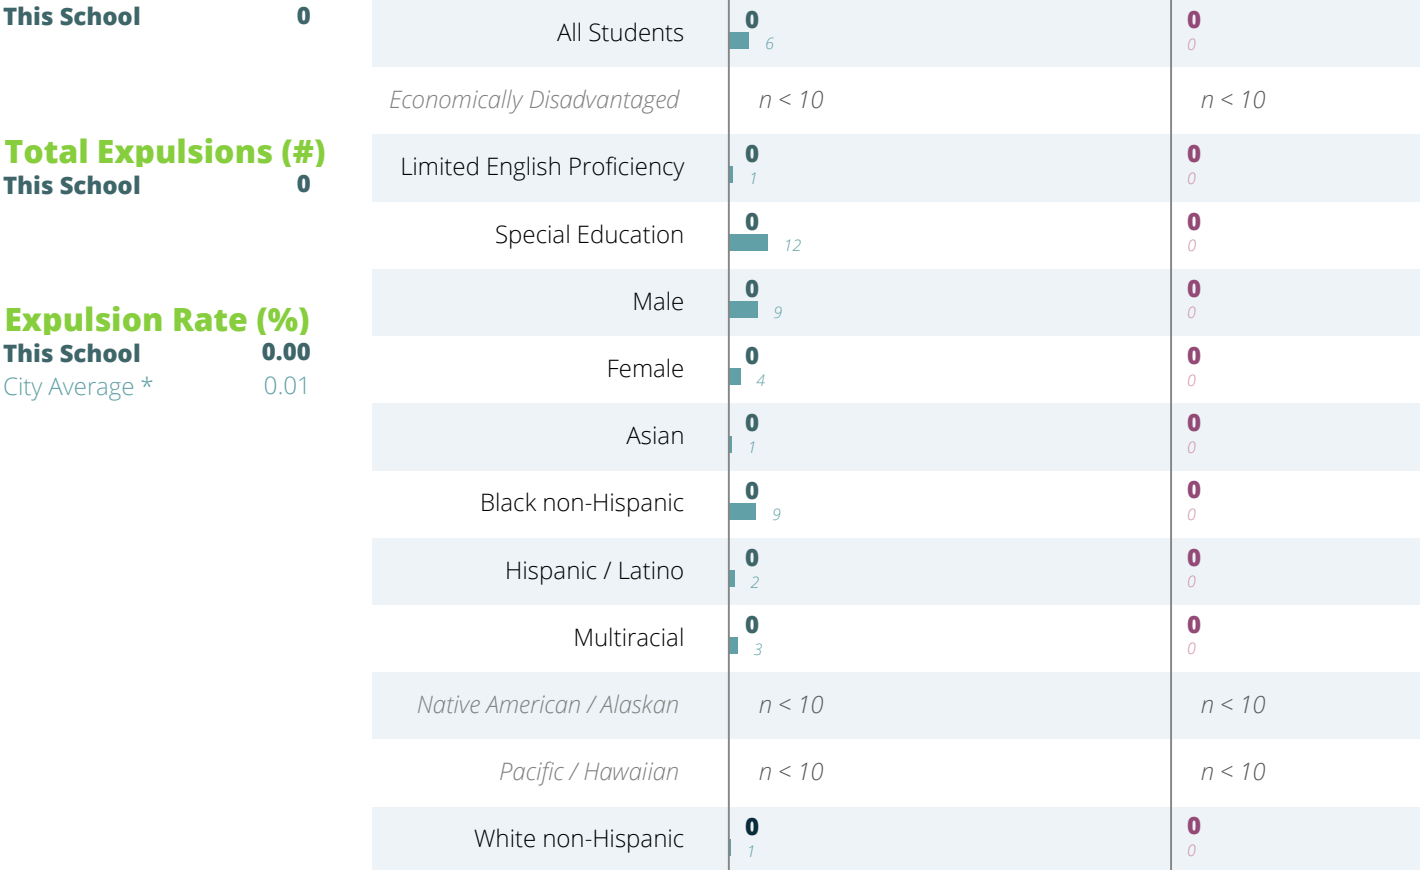 This School 0
Total Expulsions (#)
This School 0
Expulsion Rate (%)
This School 0.00
City Average * 0.01
All Students 0 0
6 0
Economically Disadvantaged n < 10 n < 10
Limited English Proficiency 0 0
1 0
Special Education 0 0
12 0
Male 0 0
9 0
Female 0 0
4 0
Asian 0 0
1 0
Black non-Hispanic 0 0
9 0
Hispanic / Latino 0 0
2 0
Multiracial 0 0
3 0
Native American / Alaskan n < 10 n < 10
Pacific / Hawaiian n < 10 n < 10
White non-Hispanic 0 0
1 0